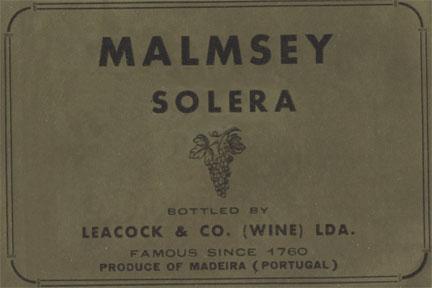 MALMSEY
SOLERA
BOTTLED BY
LEACOCK & CO. (WINE) LDA.
FAMOUS SINCE 1760
PRODUCE OF MADEIRA (PORTUGAL)